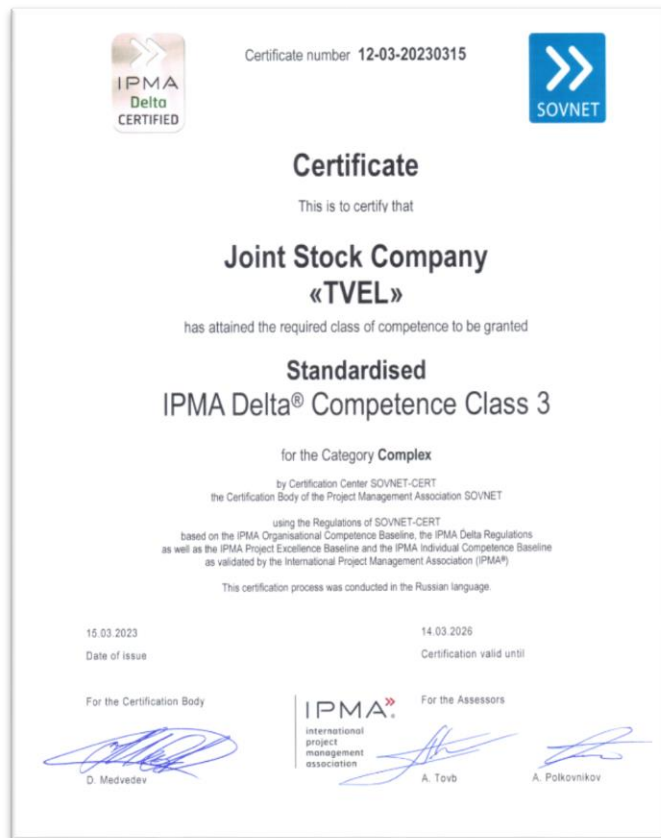 IPMA
Delta
CERTIFIED
Certificate number 12-03-20230315
SOVNET
Certificate
This is to certify that
Joint Stock Company
«TVEL»
has attained the required class of competence to be granted
Standardised
IPMA Delta® Competence Class 3
for the Category Complex
by Certification Center SOVNET-CERT
the Certification Body of the Project Management Association SOVNET
using the Regulations of SOVNET-CERT
based on the IPMA Organisational Competence Baseline, the IPMA Delta Regulations
as well as the IPMA Project Excellence Baseline and the IPMA Individual Competence Baseline
as validated by the International Project Management Association (IPMA®)
This certification process was conducted in the Russian language.
15.03.2023
Date of issue
14.03.2026
Certification valid until
For the Certification Body
D. Medvedev
IPMA®
international
project
management
association
For the Assessors
A. Tovb
A. Polkovnikov